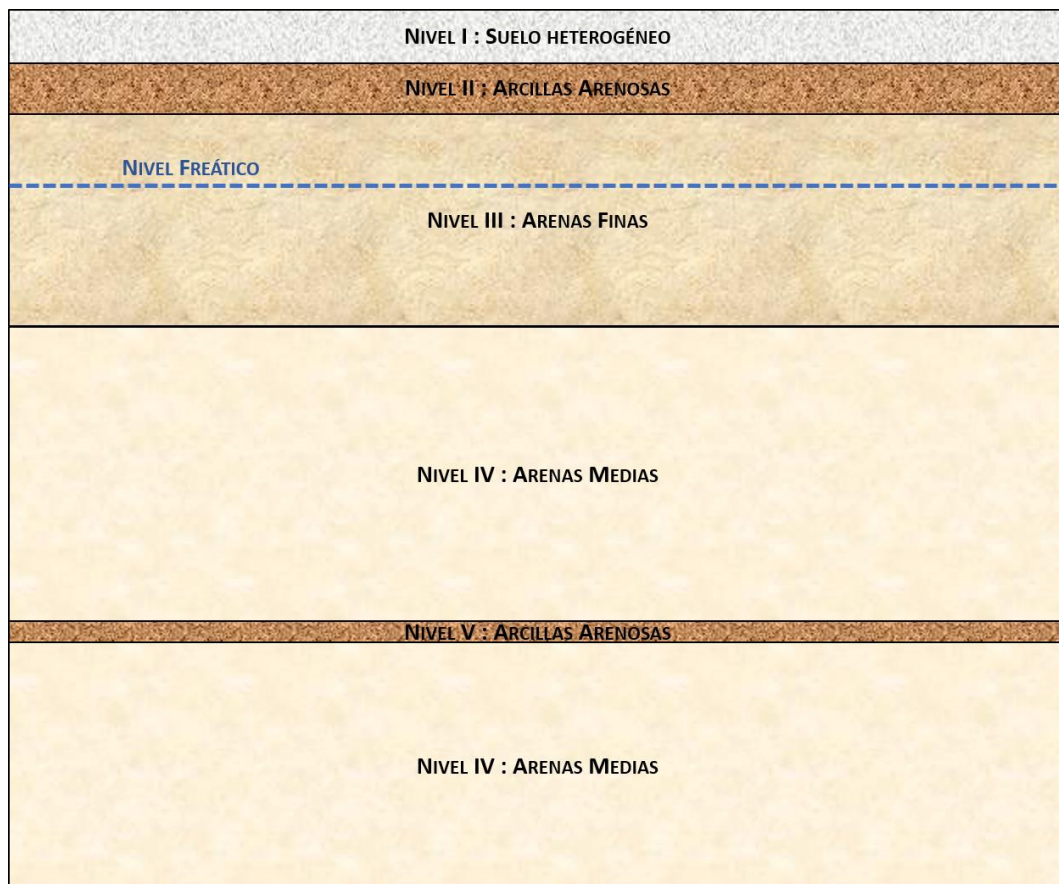 Nivel I : Suelo heterogéneo
Nivel II : Arcillas Arenosas
Nivel Freático
Nivel III : Arenas Finas
Nivel IV : Arenas Medias
Nivel V : Arcillas Arenosas
Nivel IV : Arenas Medias